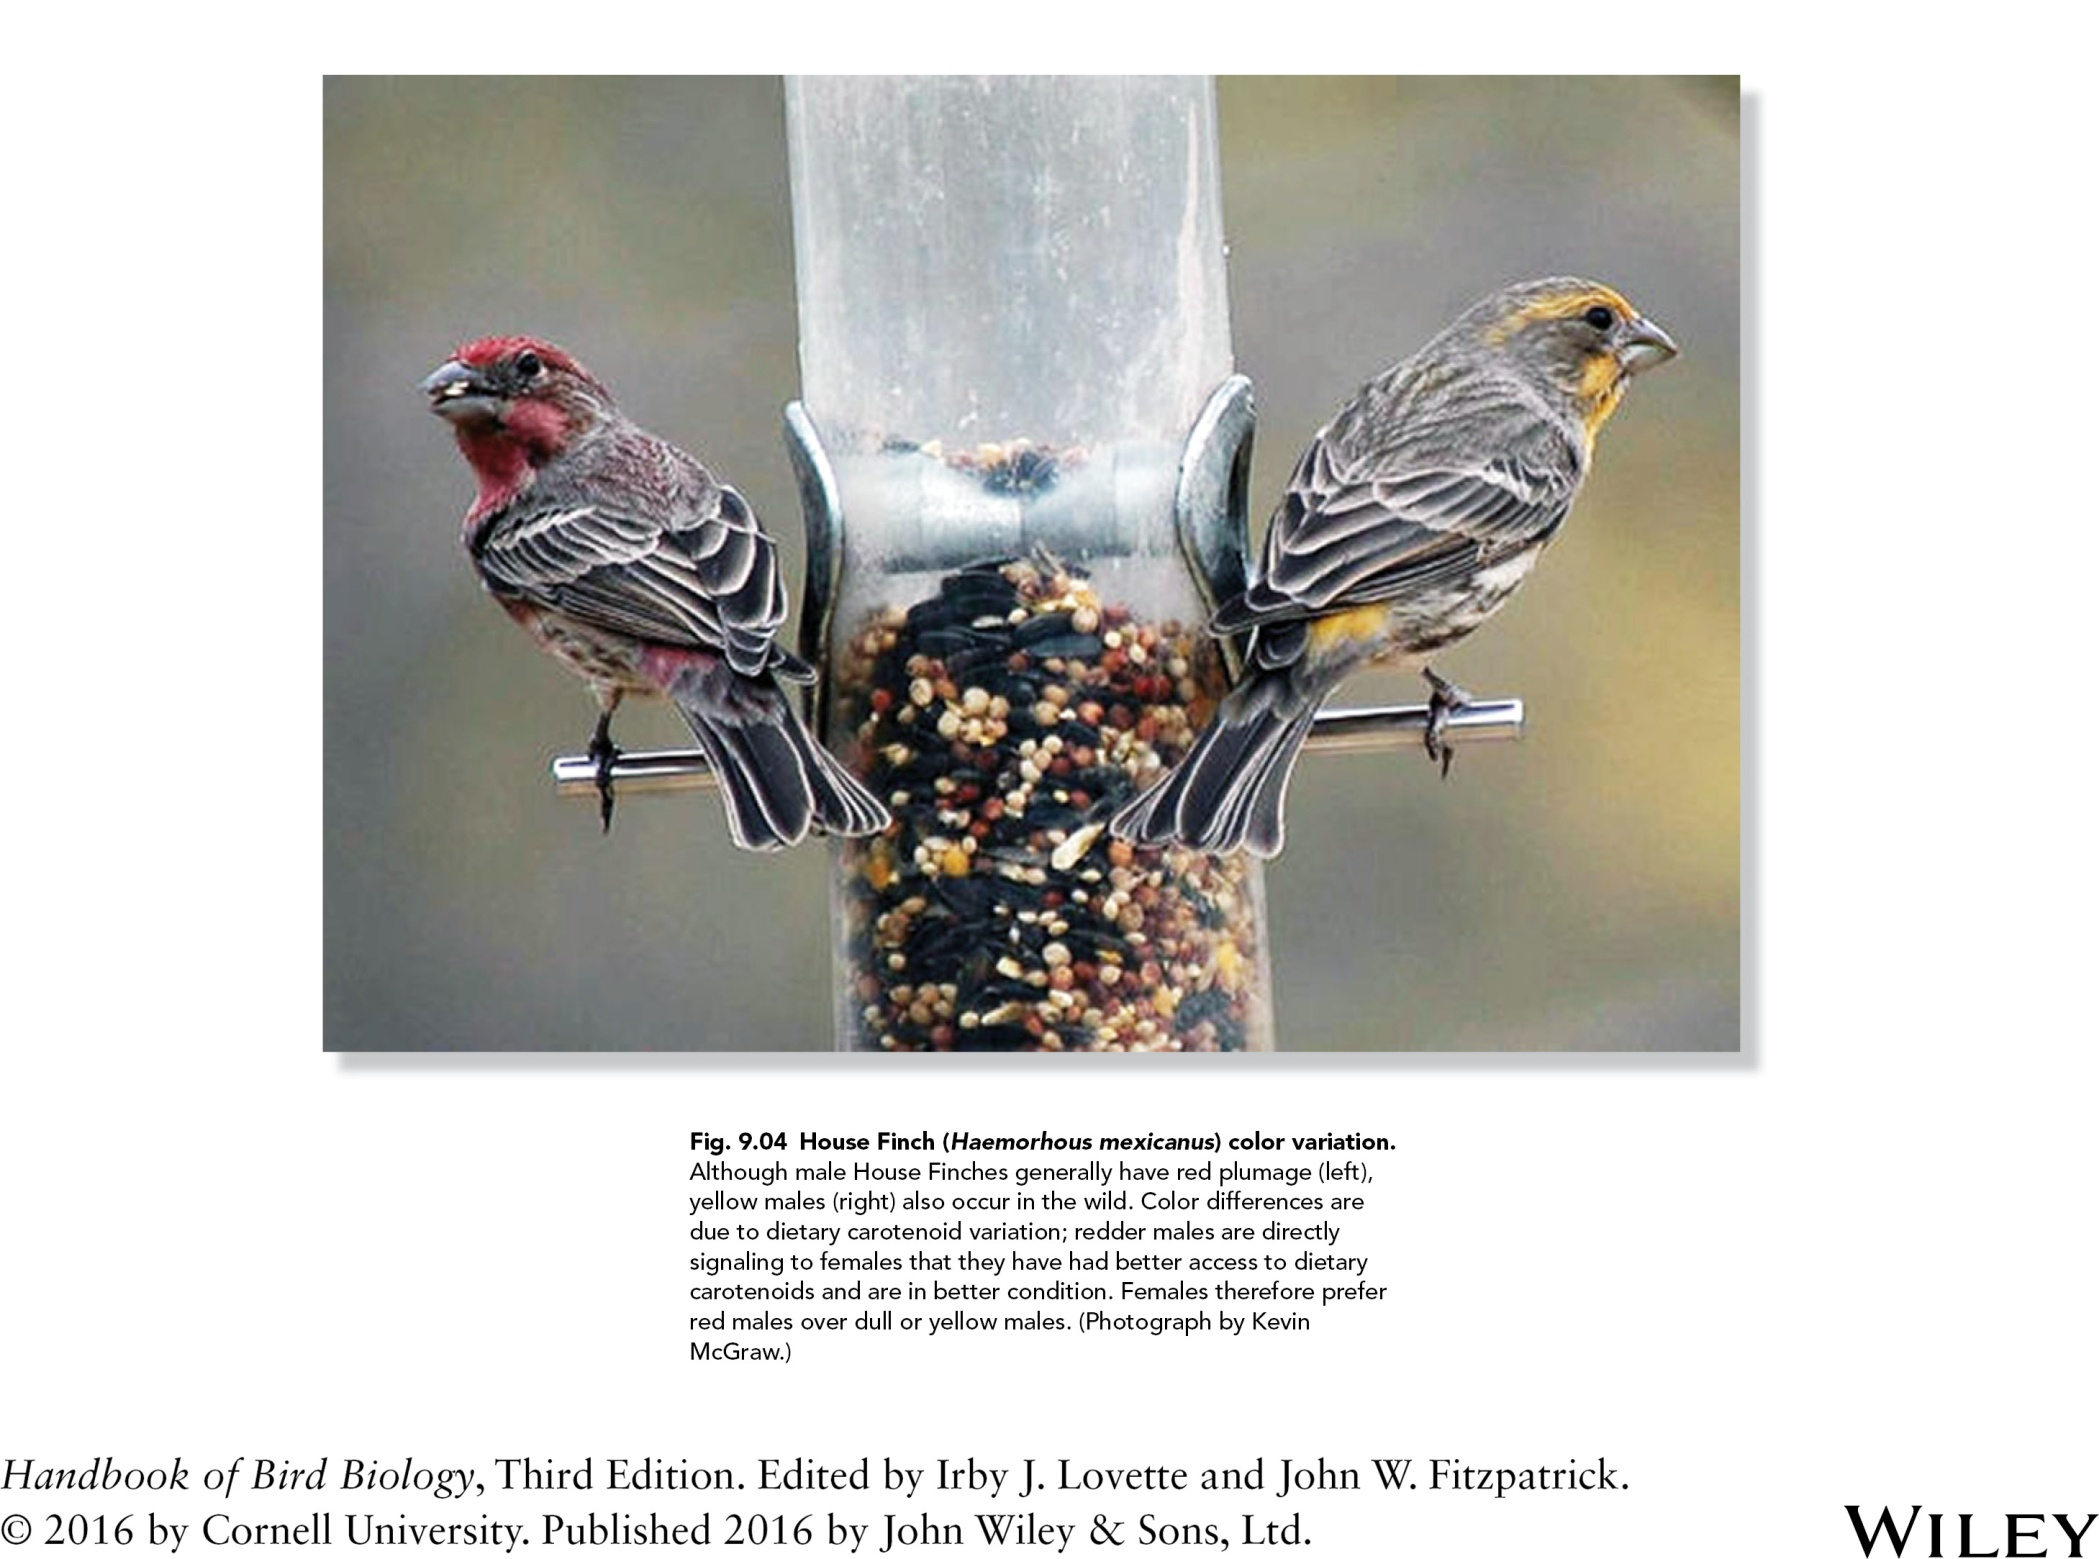 Fig. 9.04 House Finch (Haemorhous mexicanus) color variation.
Although male House Finches generally have red plumage (left),
yellow males (right) also occur in the wild. Color differences are
due to dietary carotenoid variation; redder males are directly
signaling to females that they have had better access to dietary
carotenoids and are in better condition. Females therefore prefer
red males over dull or yellow males. (Photograph by Kevin
McGraw.)
Handbook of Bird Biology, Third Edition. Edited by Irby J. Lovette and John W. Fitzpatrick.
© 2016 by Cornell University. Published 2016 by John Wiley & Sons, Ltd.
WILEY